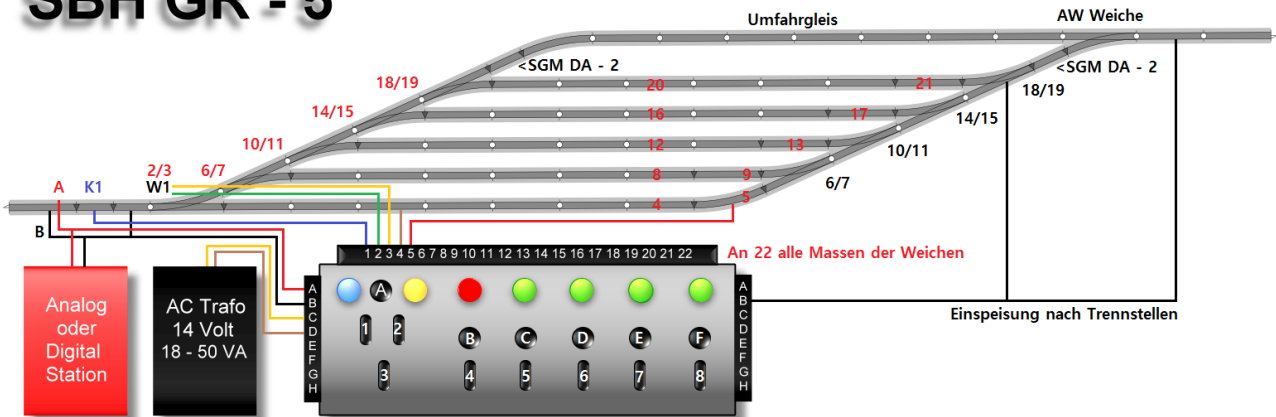 SBH GR - 5
Umfahrgleis
AW Weiche
<SGM DA - 2
<SGM DA - 2
18/19
20
21
18/19
14/15
16
17
14/15
10/11
12
13
10/11
2/3
6/7
8
9
6/7
A
K1
W1
4
5
B
1 2 3 4 5 6 7 8 9 10 11 12 13 14 15 16 17 18 19 20 21 22
An 22 alle Massen der Weichen
Analog
oder
Digital
Station
AC Trafo
14 Volt
18 - 50 VA
A
B
C
D
E
F
G
H
A
1
2
3
B
C
D
E
F
4
5
6
7
8
A
B
C
D
E
F
G
H
Einspeisung nach Trennstellen